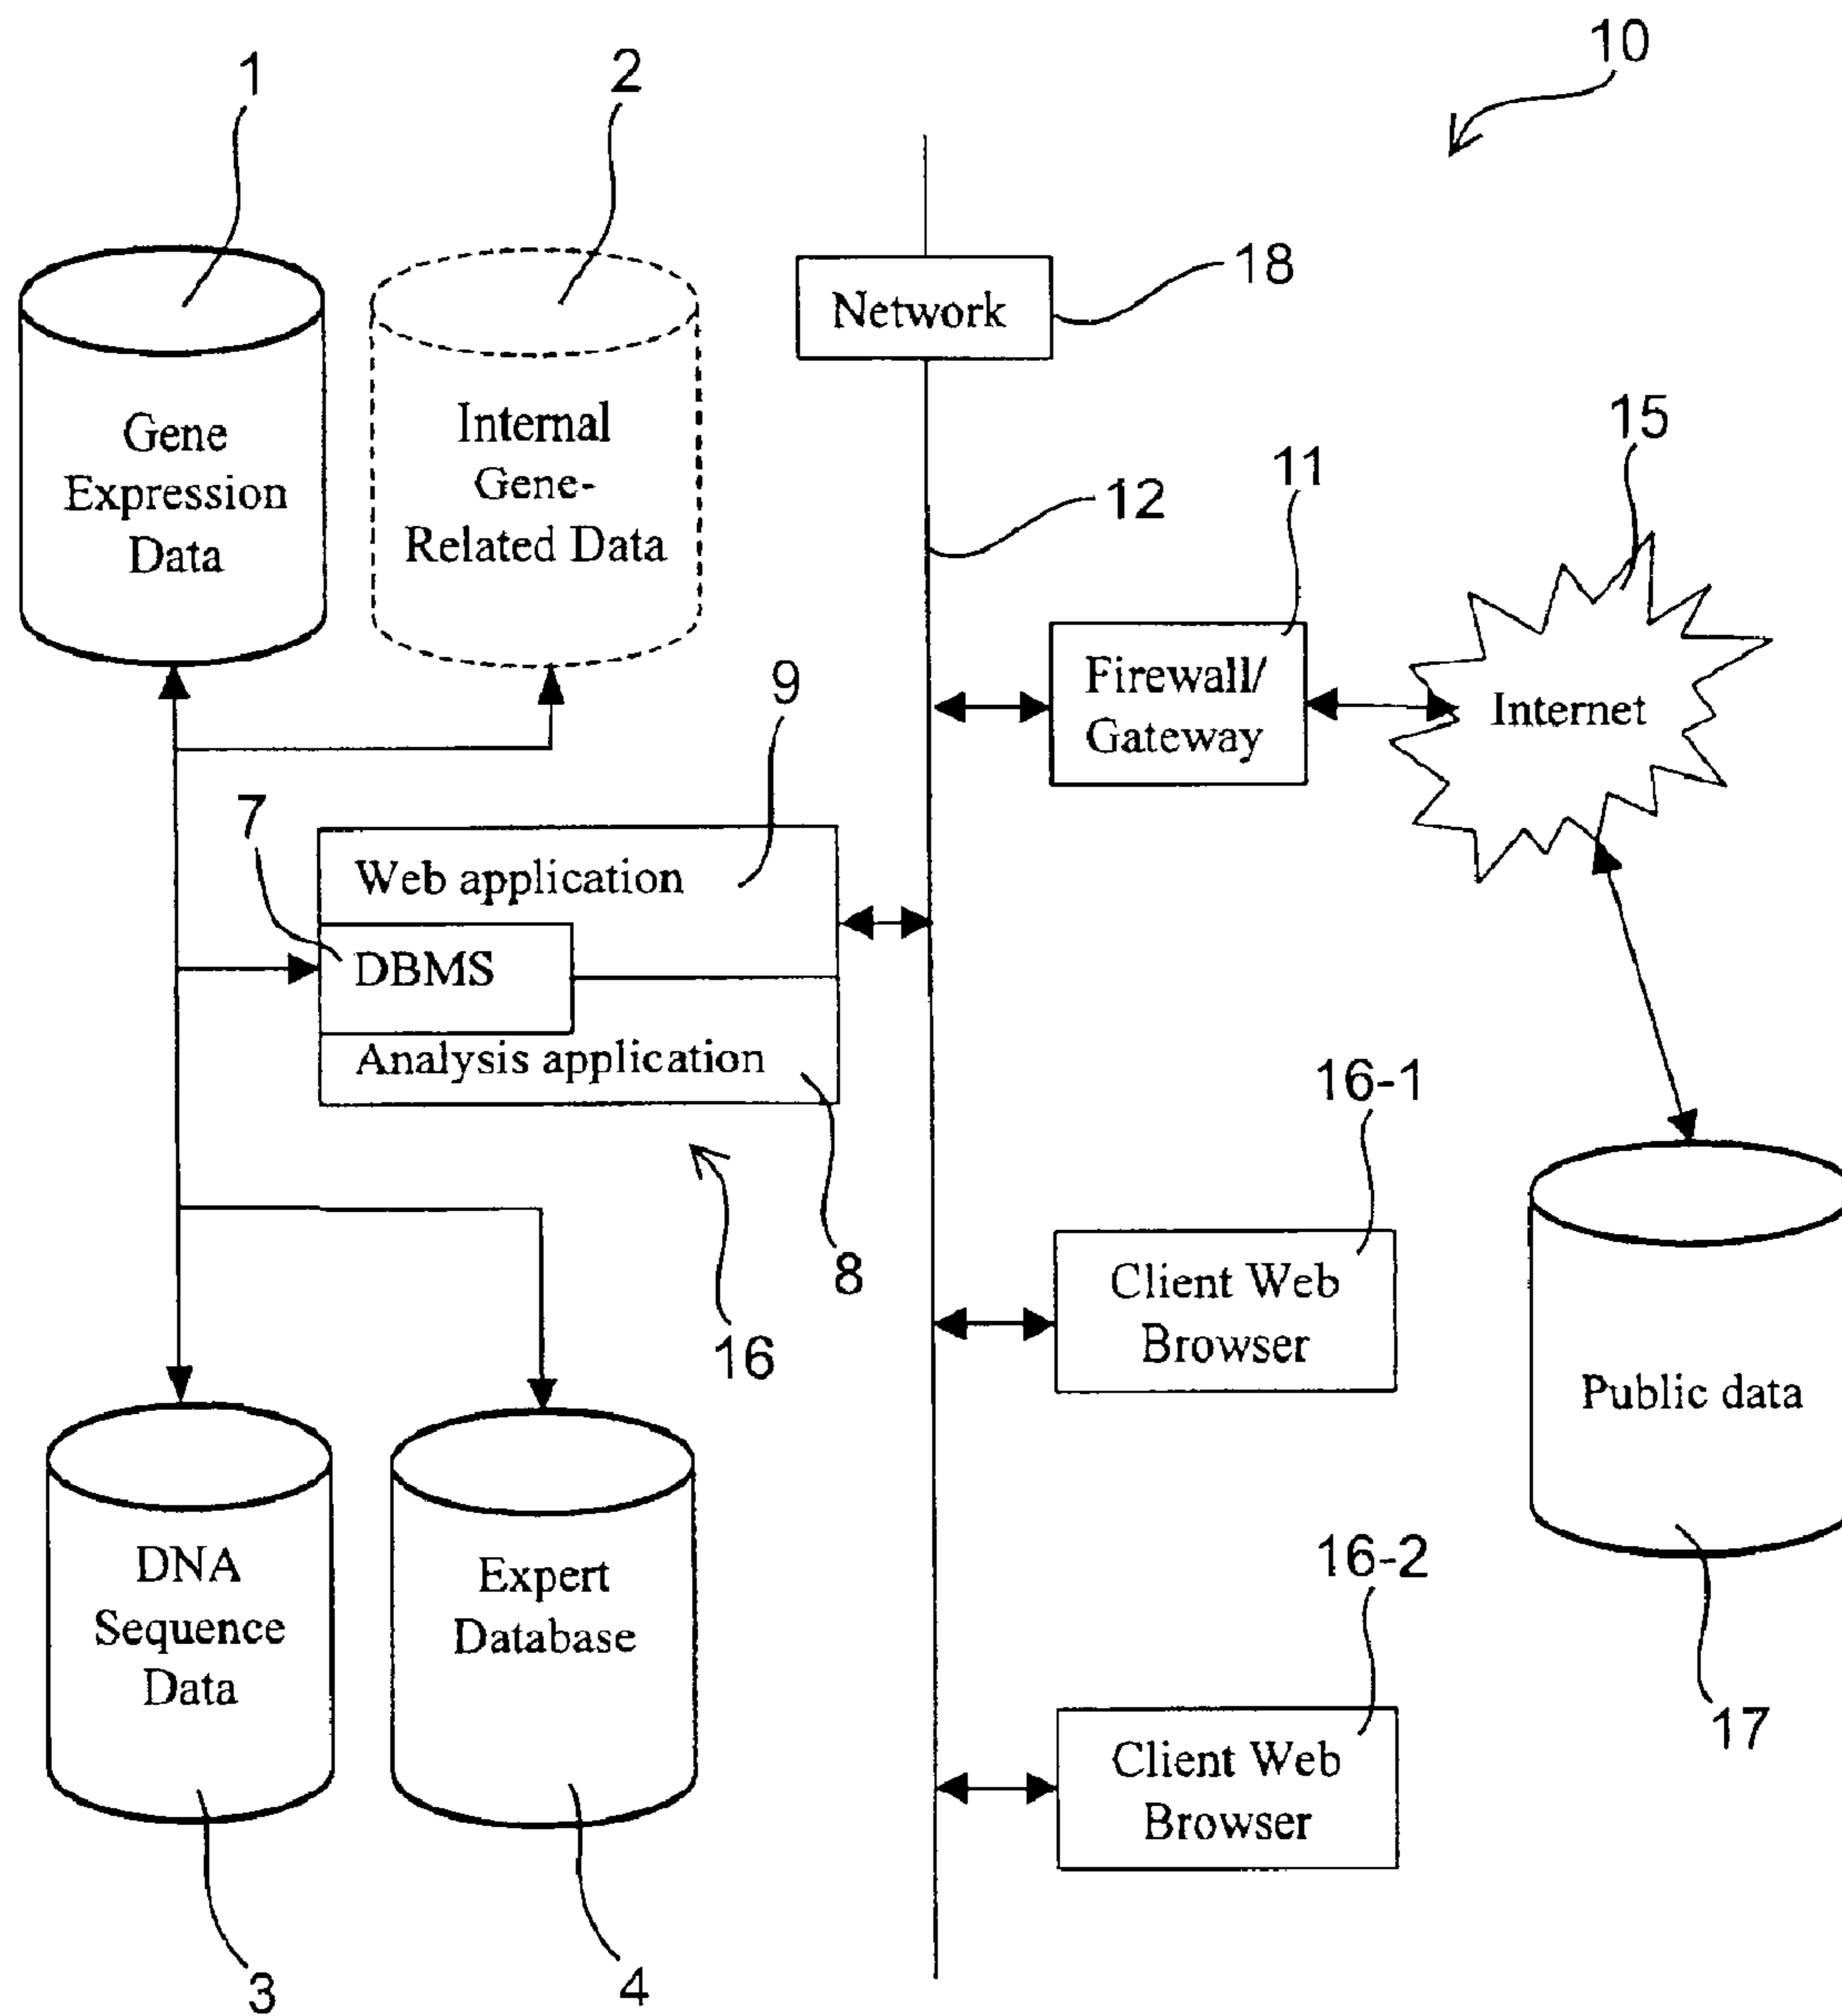 1
2
10
Network
18
Gene
Expression
Data
Internal
Gene-
Related Data
12
11
15
Firewall/
Gateway
Internet
9
7
Web application
DBMS
Analysis application
8
16
16-1
Client Web
Browser
Public data
17
DNA
Sequence
Data
3
Expert
Database
4
16-2
Client Web
Browser